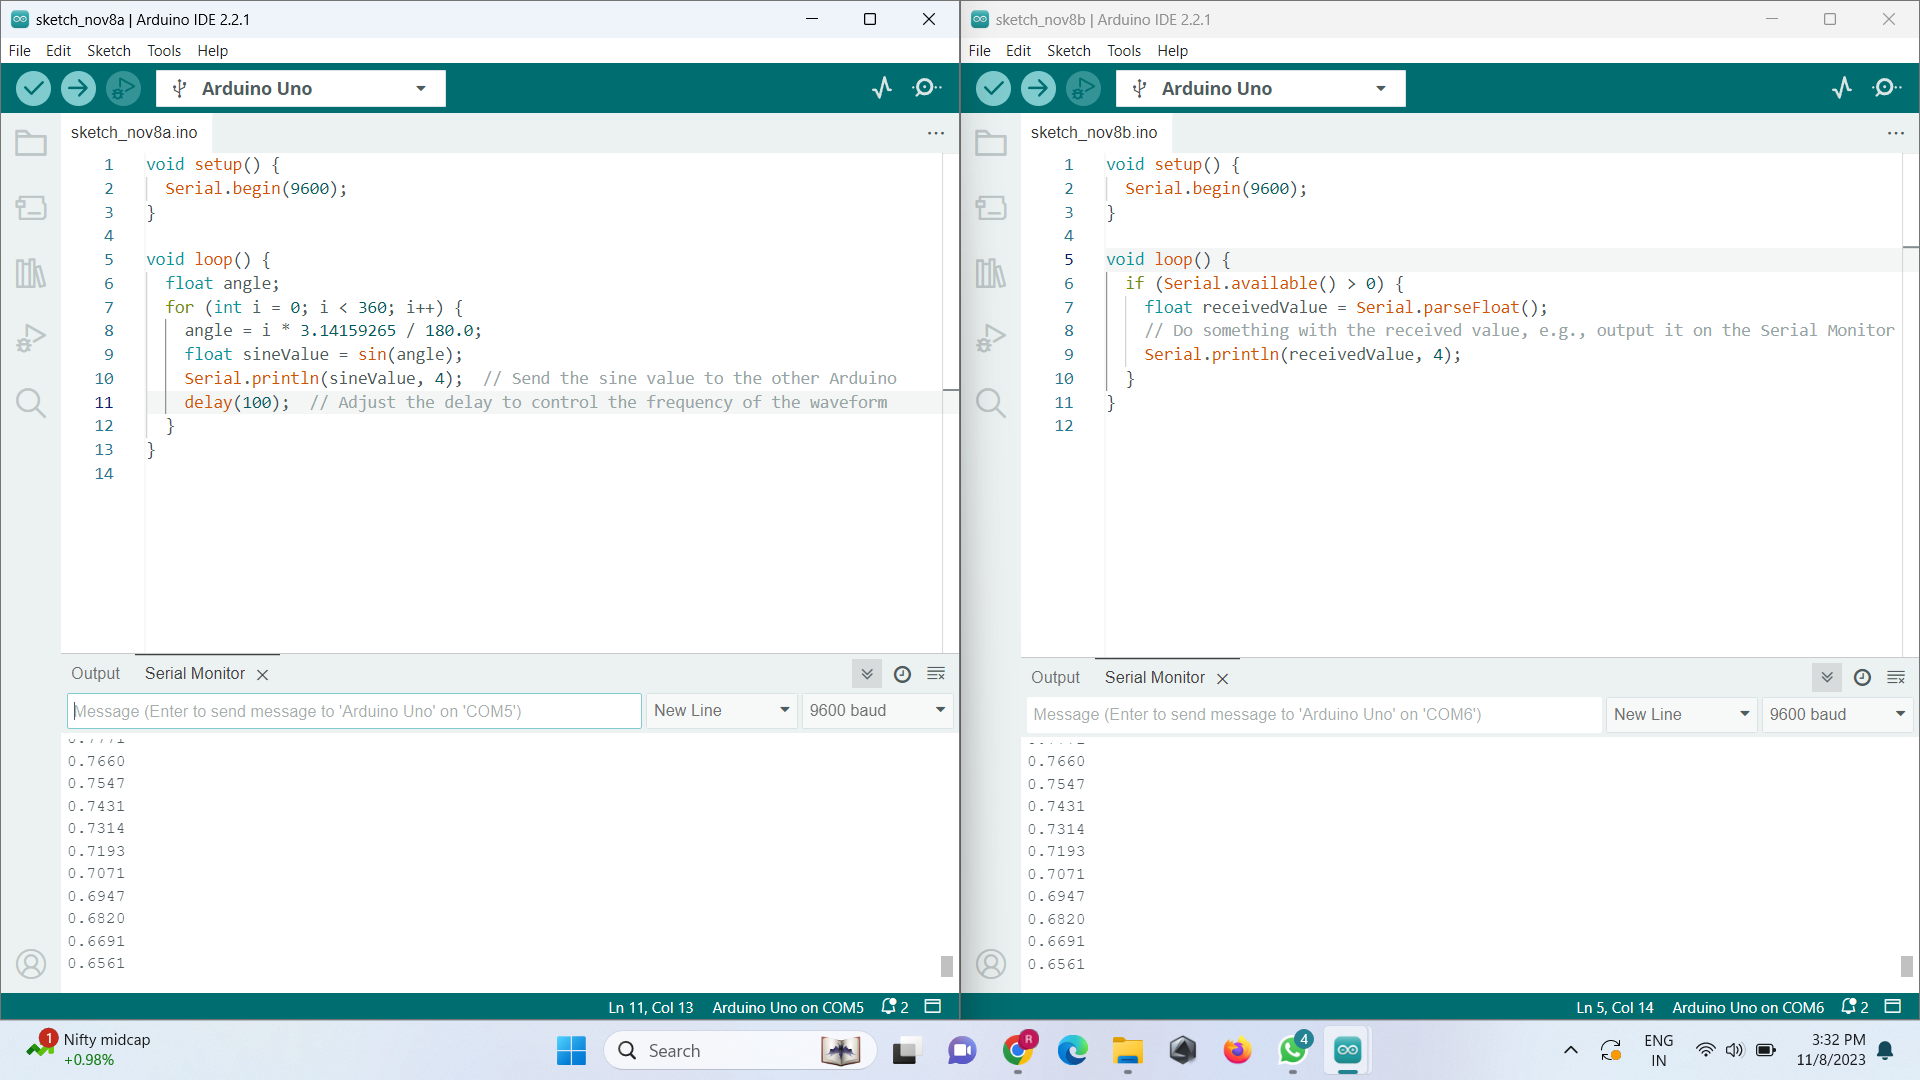 sketch_nov8a | Arduino IDE 2.2.1
File Edit Sketch Tools Help
Arduino Uno
sketch_nov8a.ino
1 void setup() {
2 Serial.begin(9600);
3 }
4
5 void loop() {
6 float angle;
7 for (int i = 0; i < 360; i++) {
8 angle = i * 3.14159265 / 180.0;
9 float sineValue = sin(angle);
10 Serial.println(sineValue, 4);  // Send the sine value to the other Arduino
11 delay(100);  // Adjust the delay to control the frequency of the waveform
12 }
13 }
14
Output Serial Monitor
Message (Enter to send message to 'Arduino Uno' on 'COM5')
New Line
9600 baud
0.7660
0.7547
0.7431
0.7314
0.7193
0.7071
0.6947
0.6820
0.6691
0.6561
Ln 11, Col 13 Arduino Uno on COM5 2
sketch_nov8b | Arduino IDE 2.2.1
File Edit Sketch Tools Help
Arduino Uno
sketch_nov8b.ino
1 void setup() {
2 Serial.begin(9600);
3 }
4
5 void loop() {
6 if (Serial.available() > 0) {
7 float receivedValue = Serial.parseFloat();
8 // Do something with the received value, e.g., output it on the Serial Monitor
9 Serial.println(receivedValue, 4);
10 }
11 }
12
Output Serial Monitor
Message (Enter to send message to 'Arduino Uno' on 'COM6')
New Line
9600 baud
0.7660
0.7547
0.7431
0.7314
0.7193
0.7071
0.6947
0.6820
0.6691
0.6561
Ln 5, Col 14 Arduino Uno on COM6 2
1
Nifty midcap
+0.98%
Search
R
4
ENG
IN
3:32 PM
11/8/2023